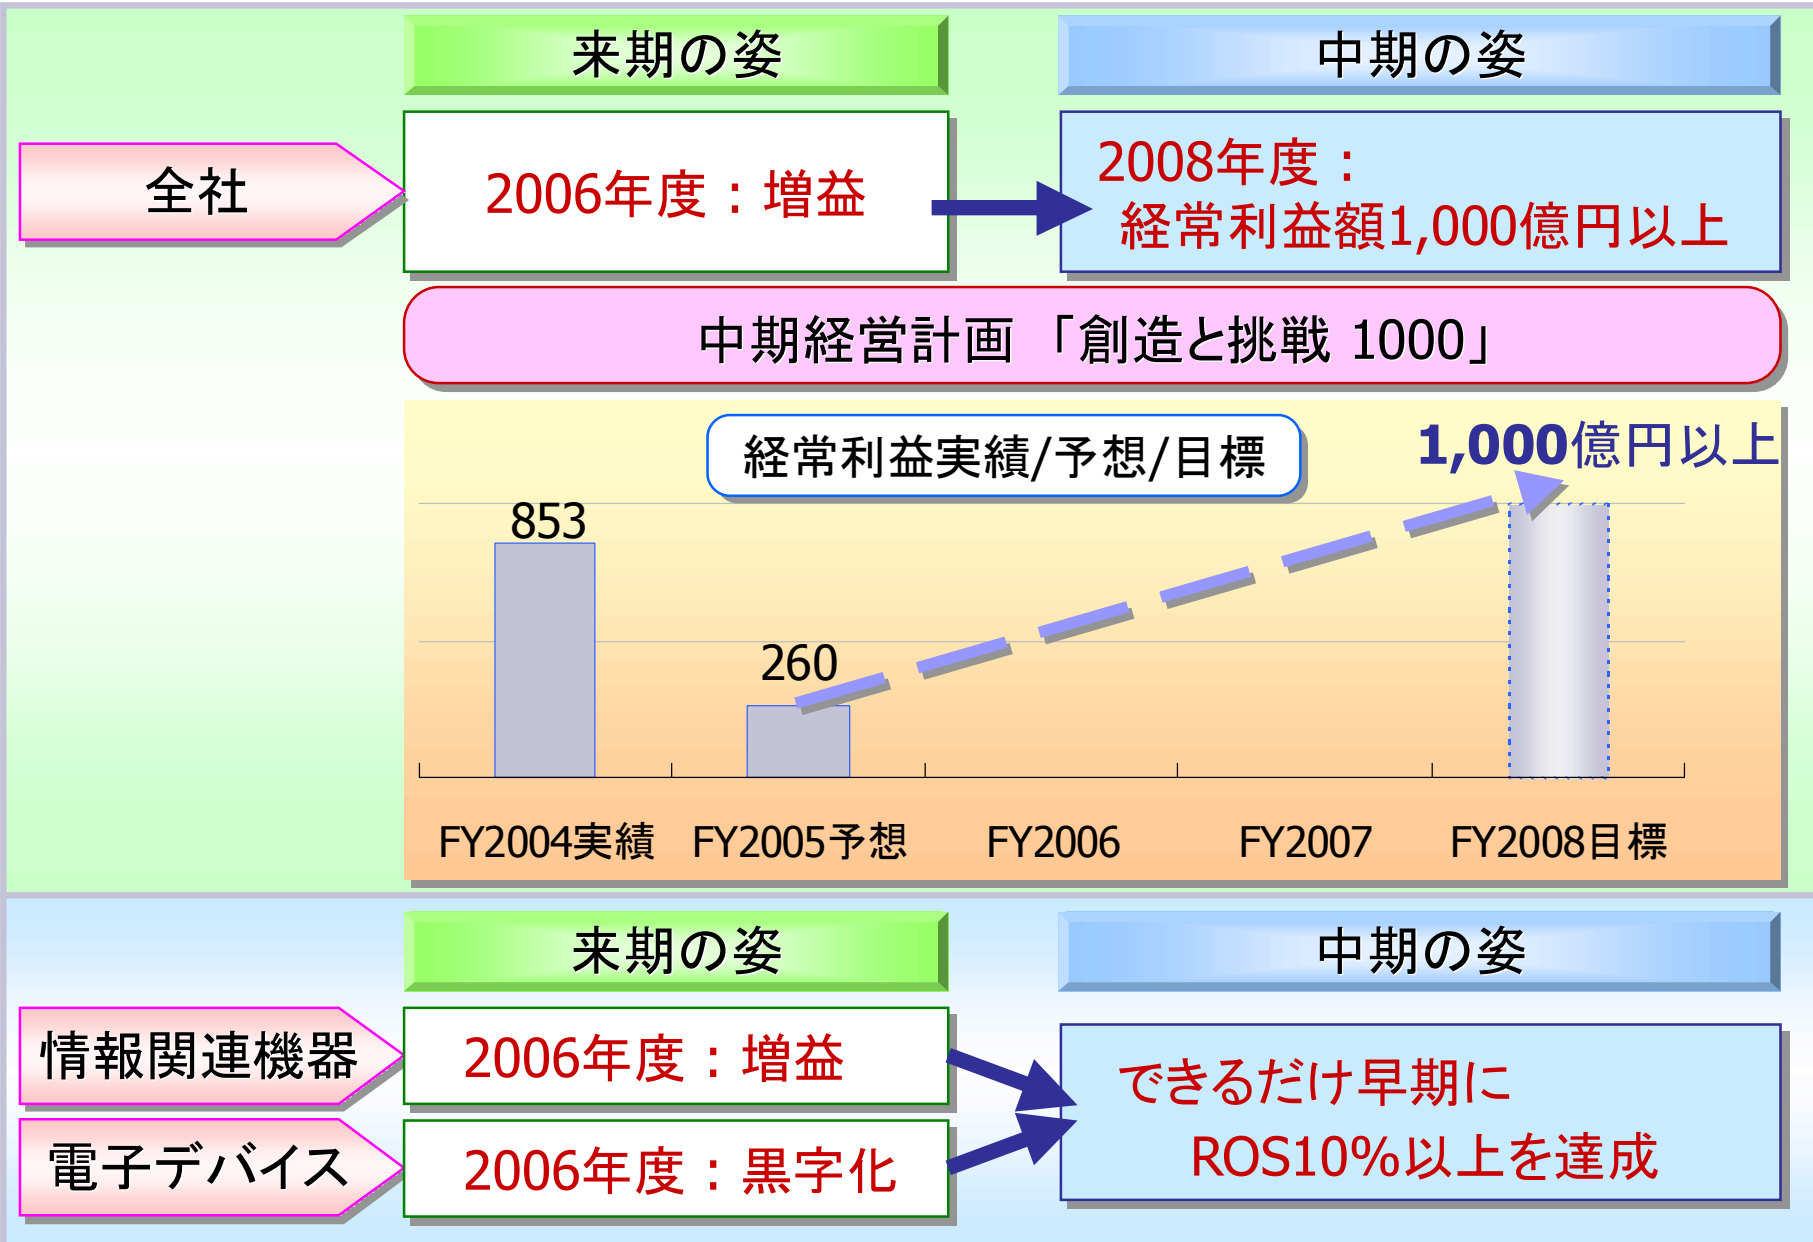 来期の姿
中期の姿
全社
2006年度：増益
2008年度：
経常利益額1,000億円以上
中期経営計画 「創造と挑戦 1000」
経常利益実績/予想/目標
1,000億円以上
853
260
FY2004実績
FY2005予想
FY2006
FY2007
FY2008目標
来期の姿
中期の姿
情報関連機器
2006年度：増益
電子デバイス
2006年度：黒字化
できるだけ早期に
ROS10%以上を達成